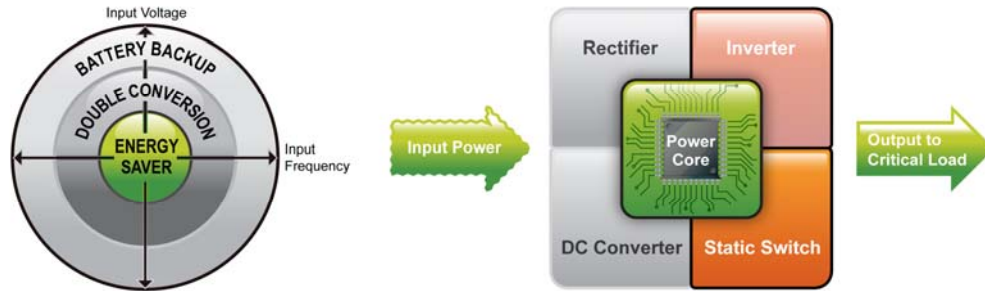 Input Voltage
BATTERY BACKUP
DOUBLE CONVERSION
ENERGY
SAVER
Input
Frequency
Input Power
Rectifier
Inverter
Power
Core
DC Converter
Static Switch
Output to
Critical Load